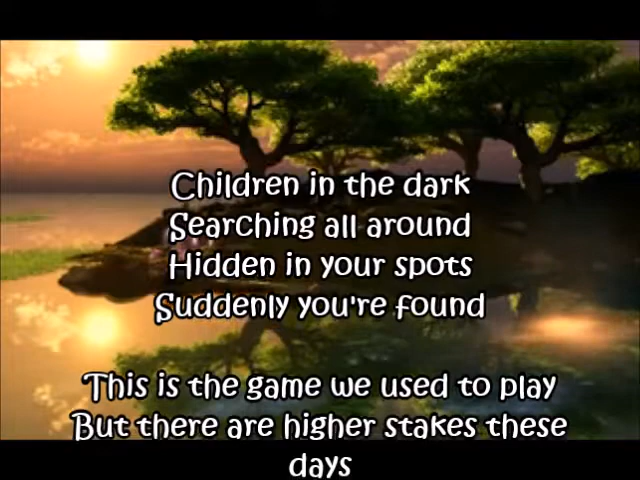 Children in the dark
Searching all around
Hidden in your spots
Suddenly you're found
This is the game we used to play
But there are higher stakes these
days